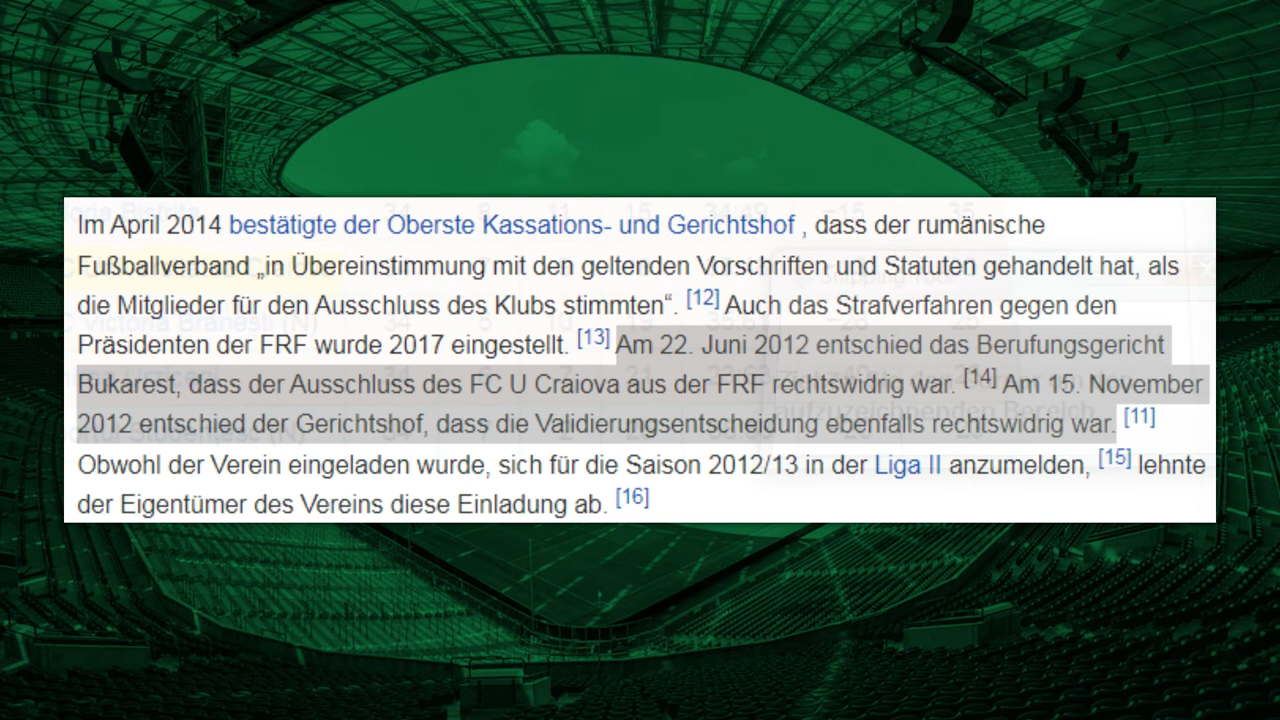 Im April 2014 bestätigte der Oberste Kassations- und Gerichtshof , dass der rumänische
Fußballverband „in Übereinstimmung mit den geltenden Vorschriften und Statuten gehandelt hat, als
die Mitglieder für den Ausschluss des Klubs stimmten“. [12] Auch das Strafverfahren gegen den
Präsidenten der FRF wurde 2017 eingestellt. [13] Am 22. Juni 2012 entschied das Berufungsgericht
Bukarest, dass der Ausschluss des FC U Craiova aus der FRF rechtswidrig war. [14] Am 15. November
2012 entschied der Gerichtshof, dass die Validierungsentscheidung ebenfalls rechtswidrig war. [11]
Obwohl der Verein eingeladen wurde, sich für die Saison 2012/13 in der Liga II anzumelden, [15] lehnte
der Eigentümer des Vereins diese Einladung ab. [16]